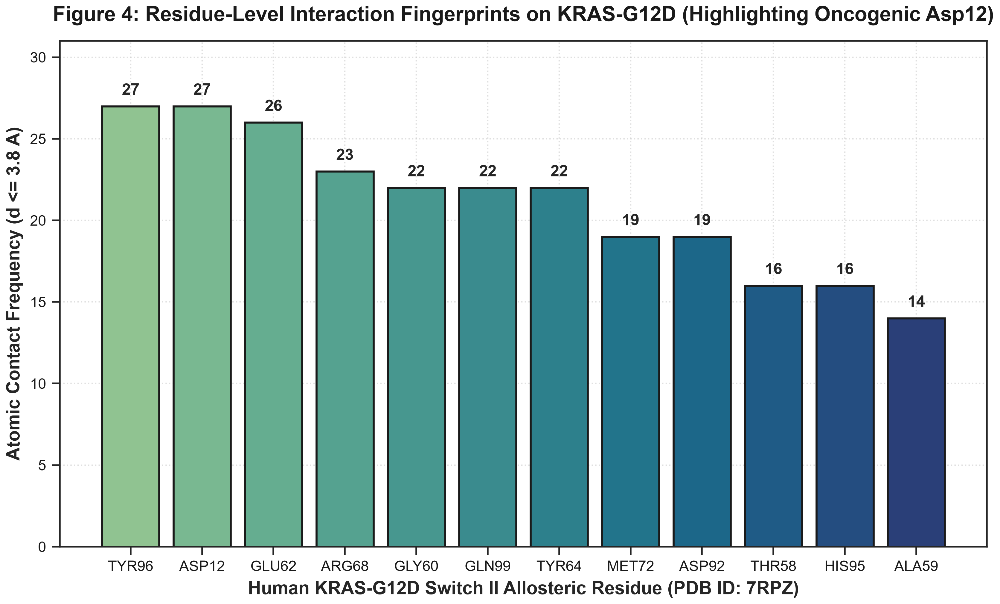 Figure 4: Residue-Level Interaction Fingerprints on KRAS-G12D (Highlighting Oncogenic Asp12)
Atomic Contact Frequency (d <= 3.8 A)
30
25
20
15
10
5
0
27
27
26
23
22
22
22
19
19
16
16
14
TYR96
ASP12
GLU62
ARG68
GLY60
GLN99
TYR64
MET72
ASP92
THR58
HIS95
ALA59
Human KRAS-G12D Switch II Allosteric Residue (PDB ID: 7RPZ)